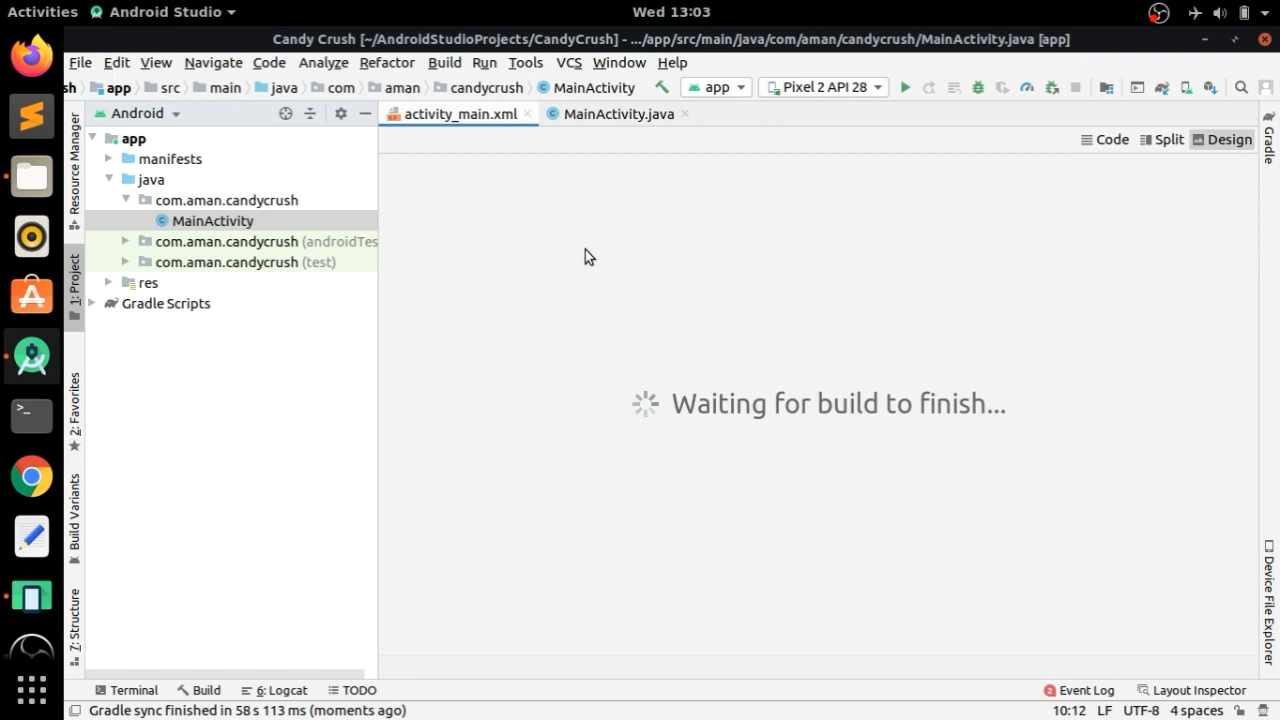 Activities Android Studio Wed 13:03
Candy Crush [~/AndroidStudioProjects/CandyCrush] - .../app/src/main/java/com/aman/candycrush/MainActivity.java [app]
File Edit View Navigate Code Analyze Refactor Build Run Tools VCS Window Help
sh app src main java com aman candycrush MainActivity app Pixel 2 API 28
Android activity_main.xml MainActivity.java
Code Split Design
app
manifests
java
com.aman.candycrush
MainActivity
com.aman.candycrush (androidTes
com.aman.candycrush (test)
res
Gradle Scripts
Waiting for build to finish...
Resource Manager
1: Project
2: Favorites
Build Variants
7: Structure
Gradle
Device File Explorer
Terminal Build 6: Logcat TODO 2 Event Log Layout Inspector
Gradle sync finished in 58 s 113 ms (moments ago) 10:12 LF UTF-8 4 spaces